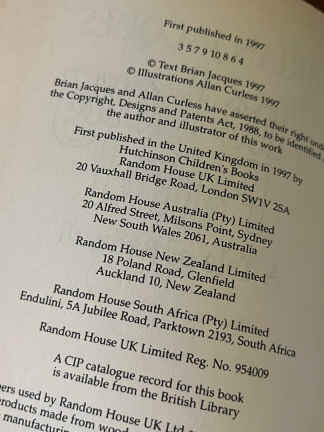 First published in 1997
3 5 7 9 10 8 6 4
© Text Brian Jacques 1997
© Illustrations Allan Curless 1997
Brian Jacques and Allan Curless have asserted their right unde
the Copyright, Designs and Patents Act, 1988, to be identified
the author and illustrator of this work
First published in the United Kingdom in 1997 by
Hutchinson Children's Books
Random House UK Limited
20 Vauxhall Bridge Road, London SW1V 2SA
Random House Australia (Pty) Limited
20 Alfred Street, Milsons Point, Sydney
New South Wales 2061, Australia
Random House New Zealand Limited
18 Poland Road, Glenfield
Auckland 10, New Zealand
Random House South Africa (Pty) Limited
Endulini, 5A Jubilee Road, Parktown 2193, South Africa
Random House UK Limited Reg. No. 954009
A CIP catalogue record for this book
is available from the British Library
pers used by Random House UK Ltd
products made from wood
manufacturing